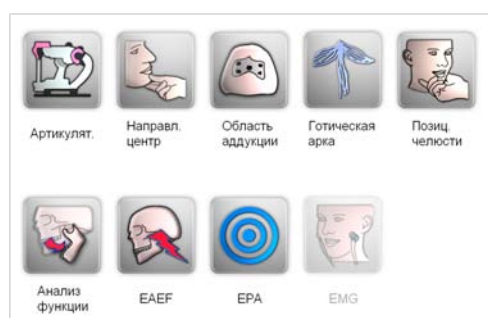 Артикулят.
Направл.
центр
Область
аддукции
Готическая
арка
Позиц.
челюсти
Анализ
функции
EAEF
EPA
EMG